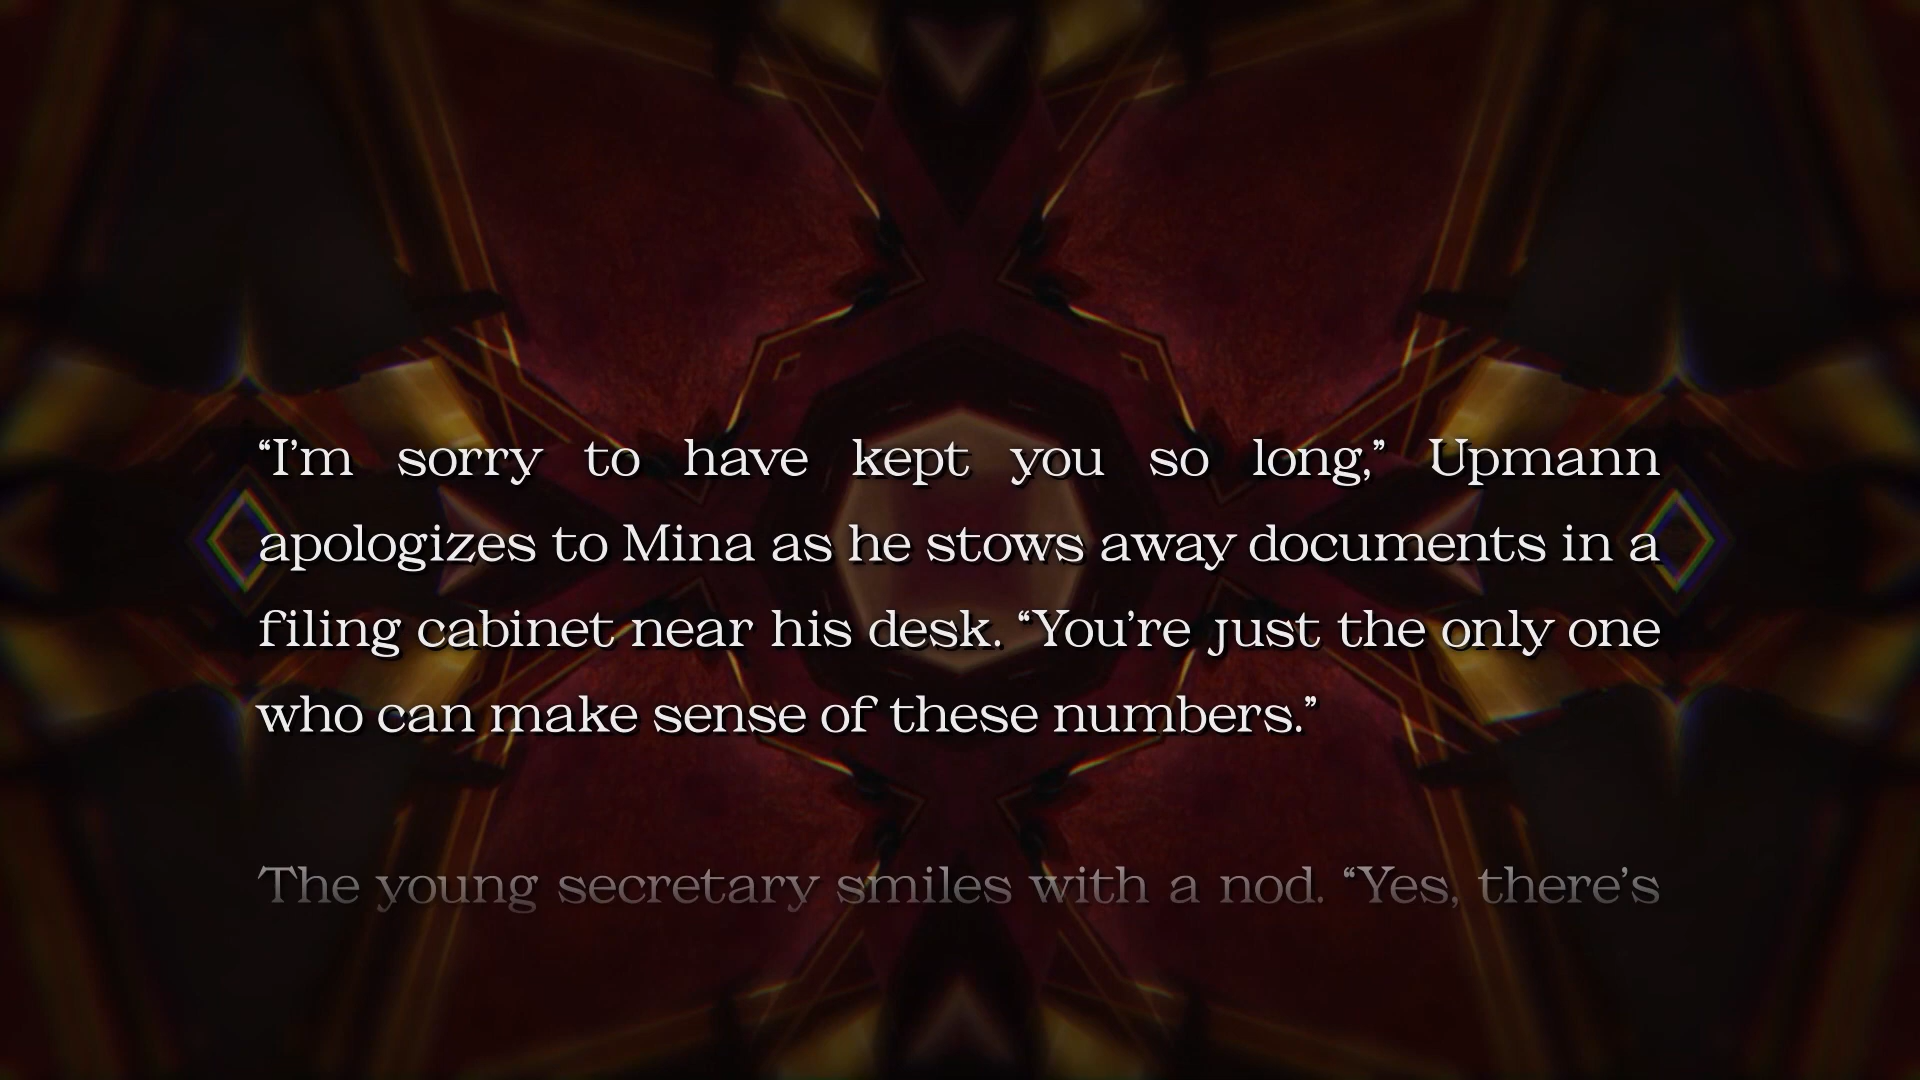 “I’m sorry to have kept you so long,” Upmann
apologizes to Mina as he stows away documents in a
filing cabinet near his desk. “You’re just the only one
who can make sense of these numbers.”
The young secretary smiles with a nod. “Yes, there’s